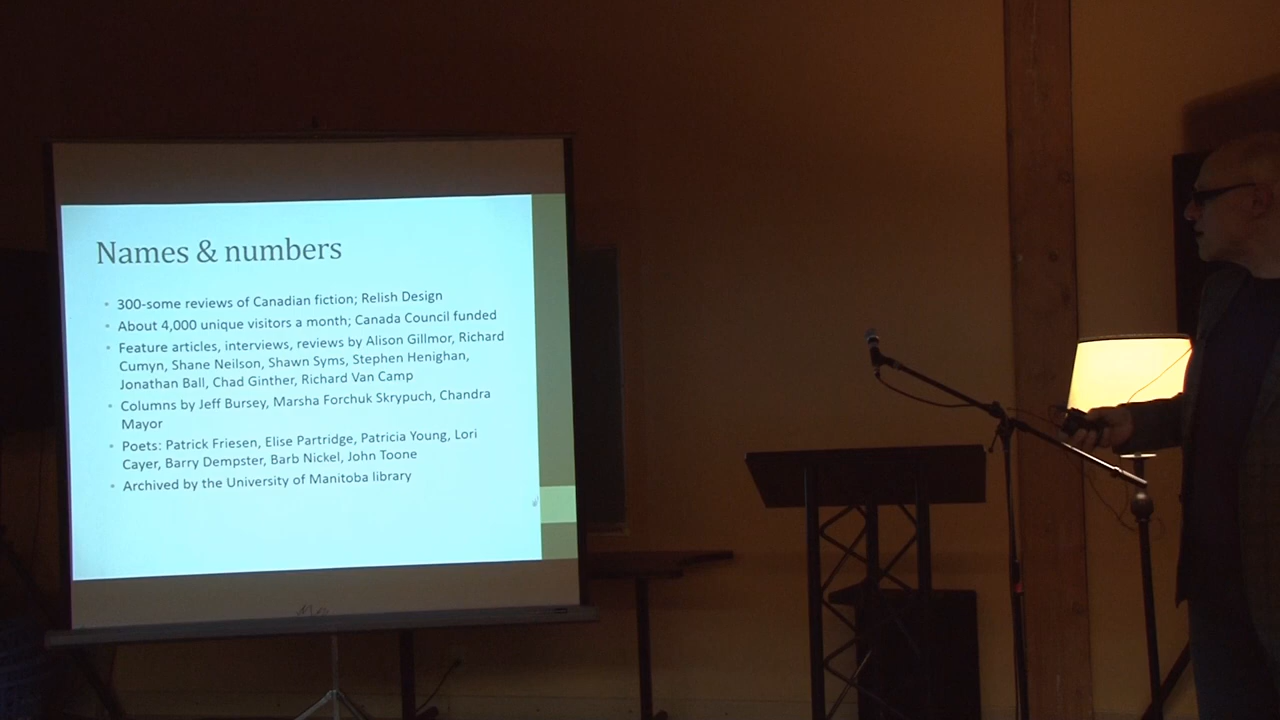 Names & numbers
• 300-some reviews of Canadian fiction; Relish Design
• About 4,000 unique visitors a month; Canada Council funded
• Feature articles, interviews, reviews by Alison Gillmor, Richard
Cumyn, Shane Neilson, Shawn Syms, Stephen Henighan,
Jonathan Ball, Chad Ginther, Richard Van Camp
• Columns by Jeff Bursey, Marsha Forchuk Skrypuch, Chandra
Mayor
• Poets: Patrick Friesen, Elise Partridge, Patricia Young, Lori
Cayer, Barry Dempster, Barb Nickel, John Toone
• Archived by the University of Manitoba library